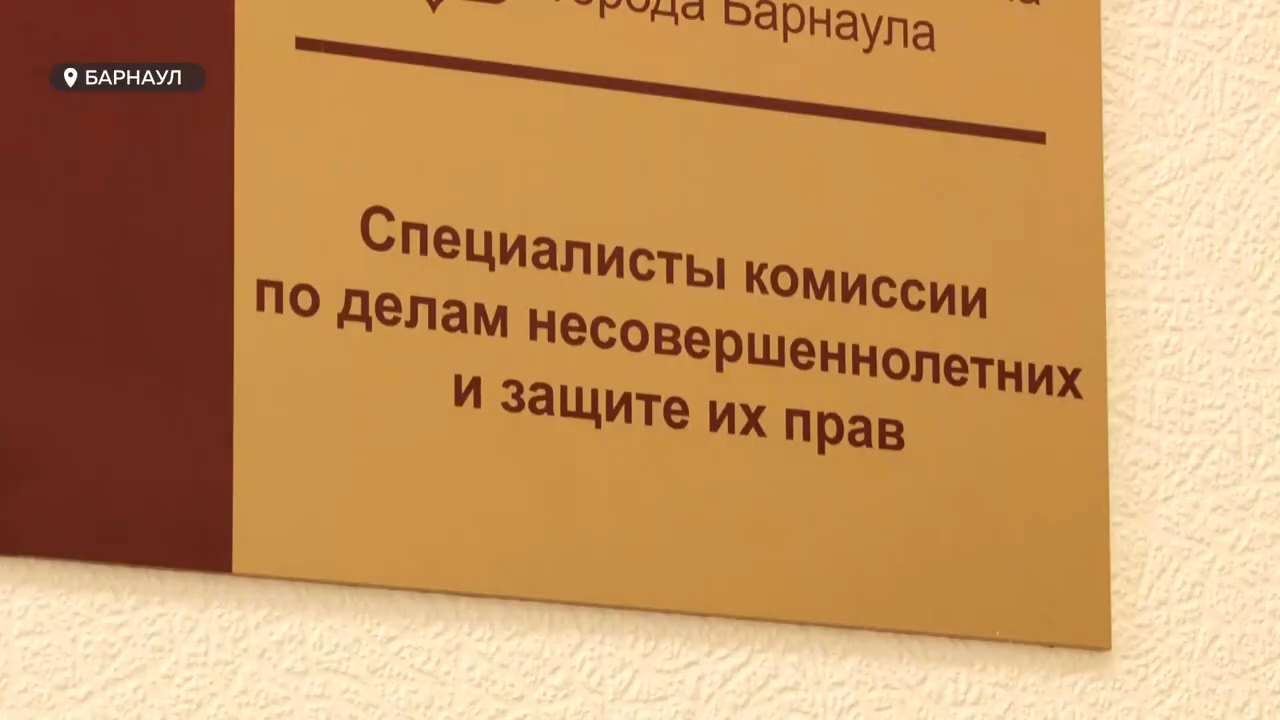 БАРНАУЛ
города Барнаула
Специалисты комиссии
по делам несовершеннолетних
и защите их прав